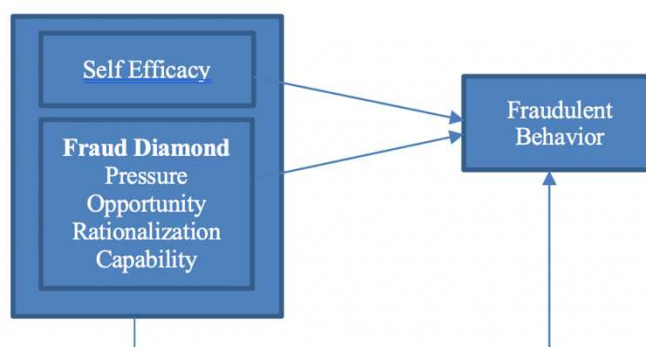 Self Efficacy
Fraud Diamond
Pressure
Opportunity
Rationalization
Capability
Fraudulent
Behavior